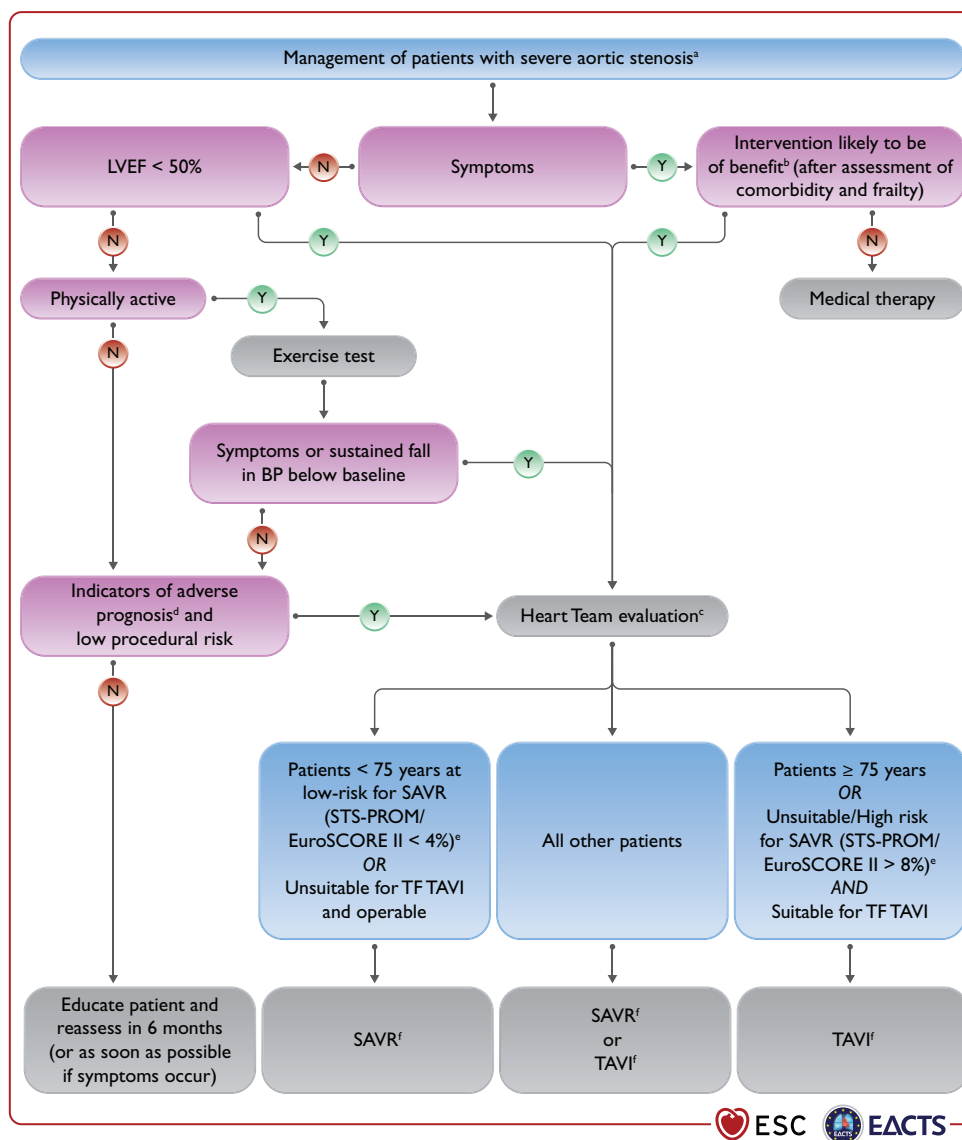 Management of patients with severe aortic stenosisᵃ
LVEF < 50%
N
Symptoms
Y
Intervention likely to be
of benefitᵇ (after assessment of
comorbidity and frailty)
N
Y
Y
N
Physically active
Y
Medical therapy
N
Exercise test
Symptoms or sustained fall
in BP below baseline
Y
N
Indicators of adverse
prognosisᵈ and
low procedural risk
Y
Heart Team evaluationᶜ
N
Patients < 75 years at
low-risk for SAVR
(STS-PROM/
EuroSCORE II < 4%)ᵉ
OR
Unsuitable for TF TAVI
and operable
All other patients
Patients ≥ 75 years
OR
Unsuitable/High risk
for SAVR (STS-PROM/
EuroSCORE II > 8%)ᵉ
AND
Suitable for TF TAVI
Educate patient and
reassess in 6 months
(or as soon as possible
if symptoms occur)
SAVRᶠ
SAVRᶠ
or
TAVIᶠ
TAVIᶠ
ESC
EACTS
EACTS